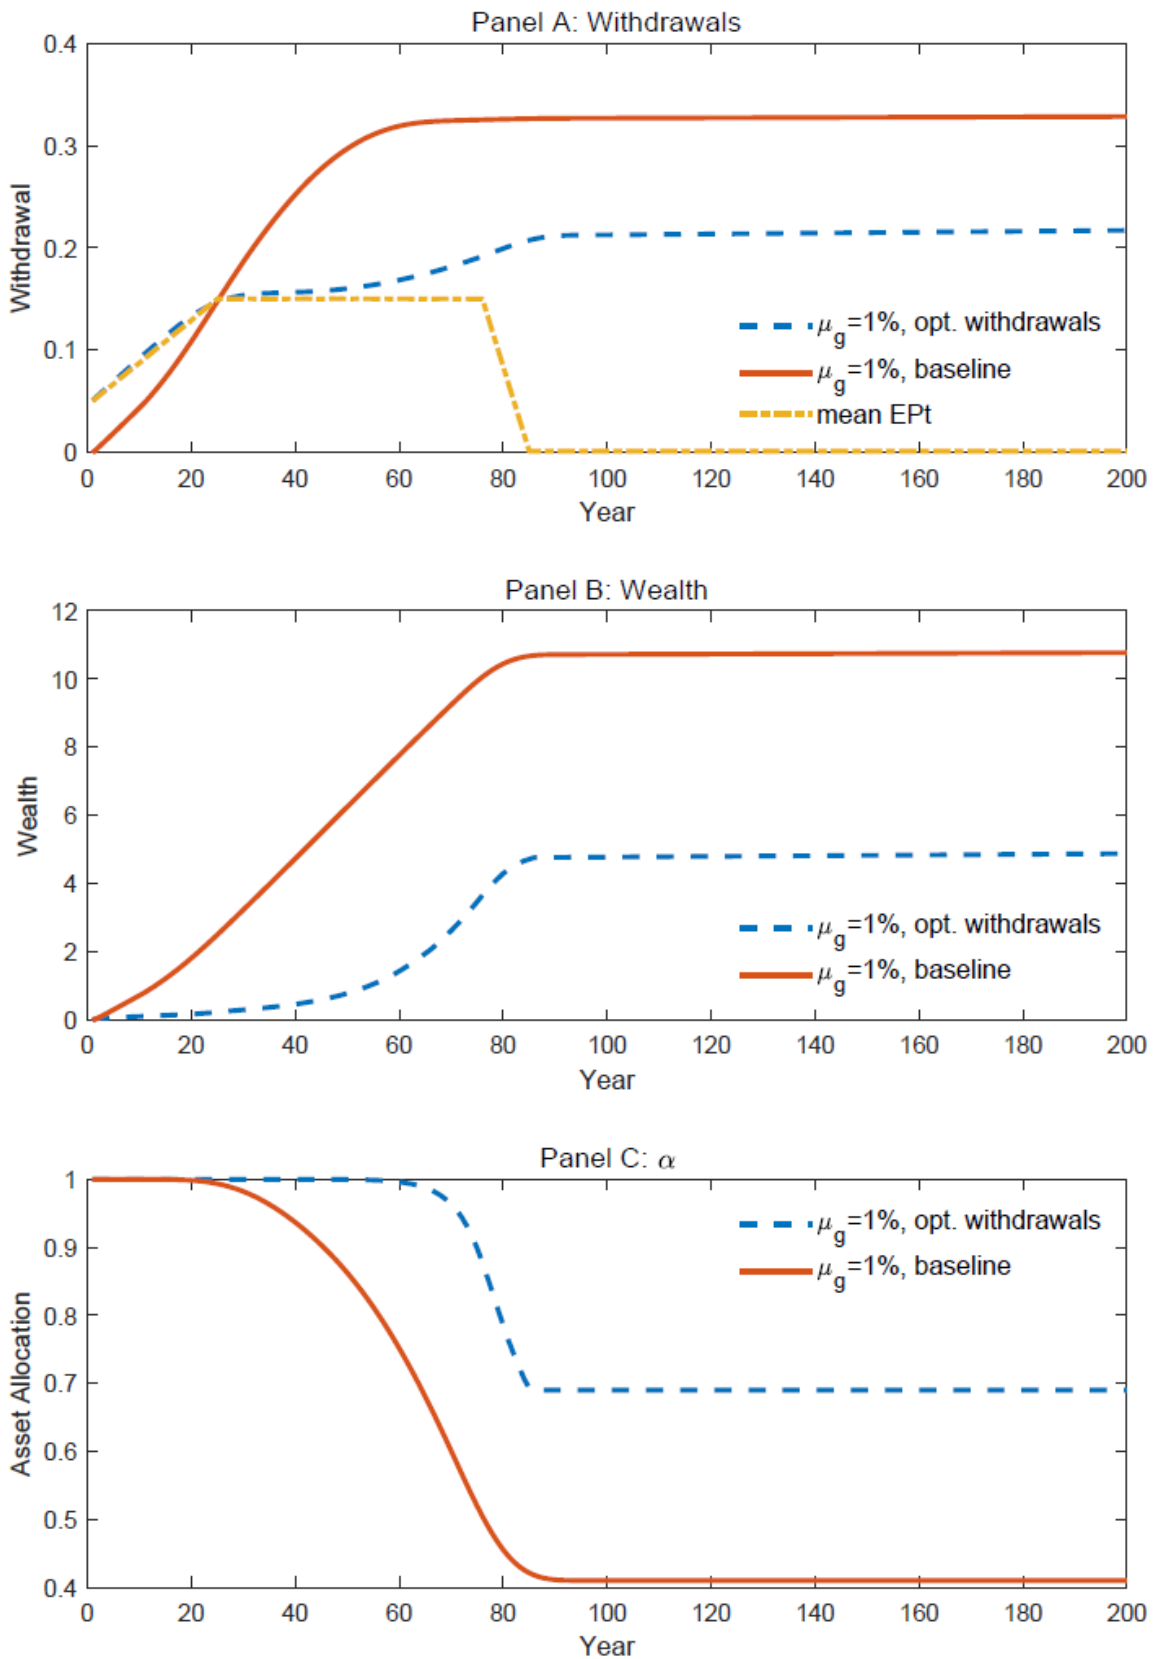 Panel A: Withdrawals
0.4
0.3
0.2
0.1
0
Withdrawal
μg=1%, opt. withdrawals
μg=1%, baseline
mean EPt
0 20 40 60 80 100 120 140 160 180 200
Year
Panel B: Wealth
12
10
8
6
4
2
0
Wealth
μg=1%, opt. withdrawals
μg=1%, baseline
0 20 40 60 80 100 120 140 160 180 200
Year
Panel C: α
1
0.9
0.8
0.7
0.6
0.5
0.4
Asset Allocation
μg=1%, opt. withdrawals
μg=1%, baseline
0 20 40 60 80 100 120 140 160 180 200
Year